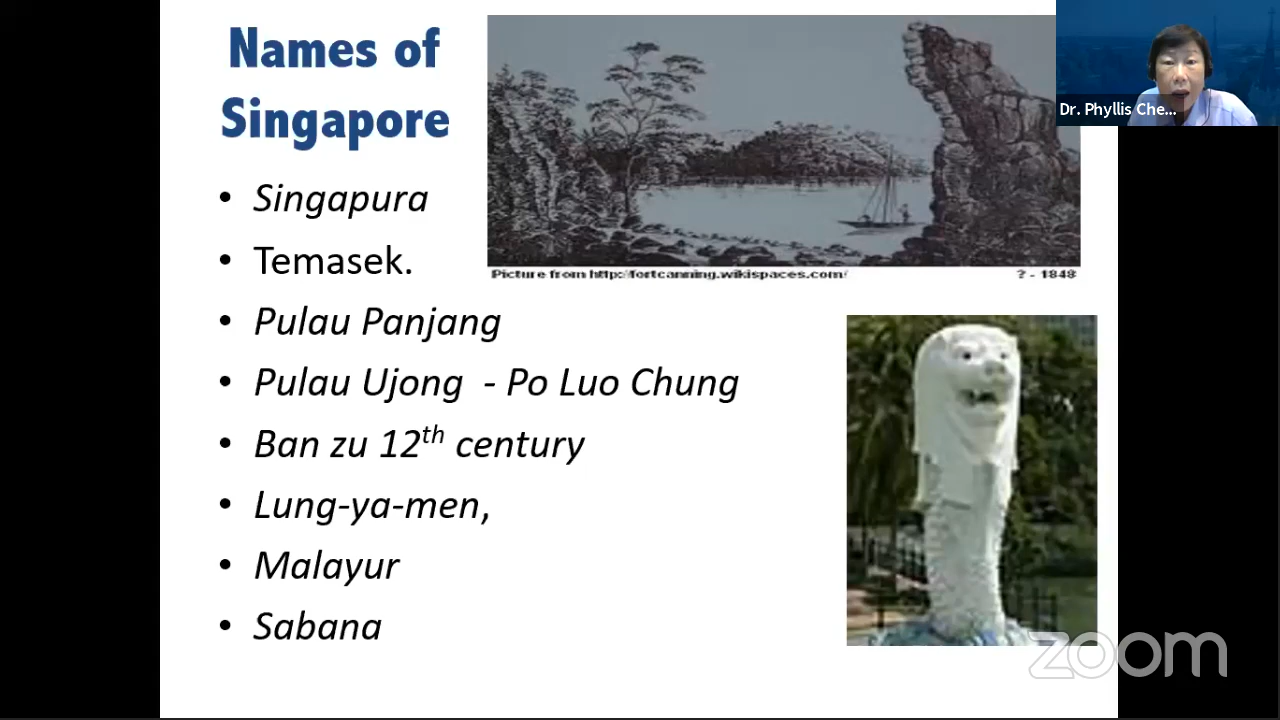 Names of
Singapore
• Singapura
• Temasek.
• Pulau Panjang
• Pulau Ujong - Po Luo Chung
• Ban zu 12th century
• Lung-ya-men,
• Malayur
• Sabana
Picture from http://fortcanning.wikispaces.com/ ? - 1848
Dr. Phyllis Che...
zoom